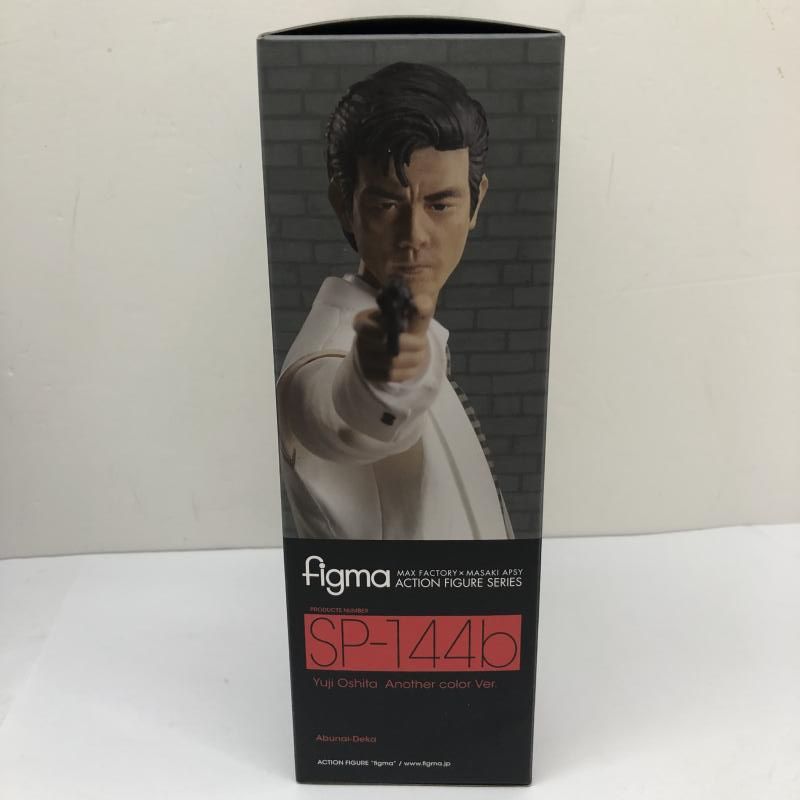 figma MAX FACTORY × MASAKI APSY
ACTION FIGURE SERIES
PRODUCTS NUMBER
SP-144b
Yuji Oshita Another color Ver.
Abunai-Deka
ACTION FIGURE "figma" / www.figma.jp